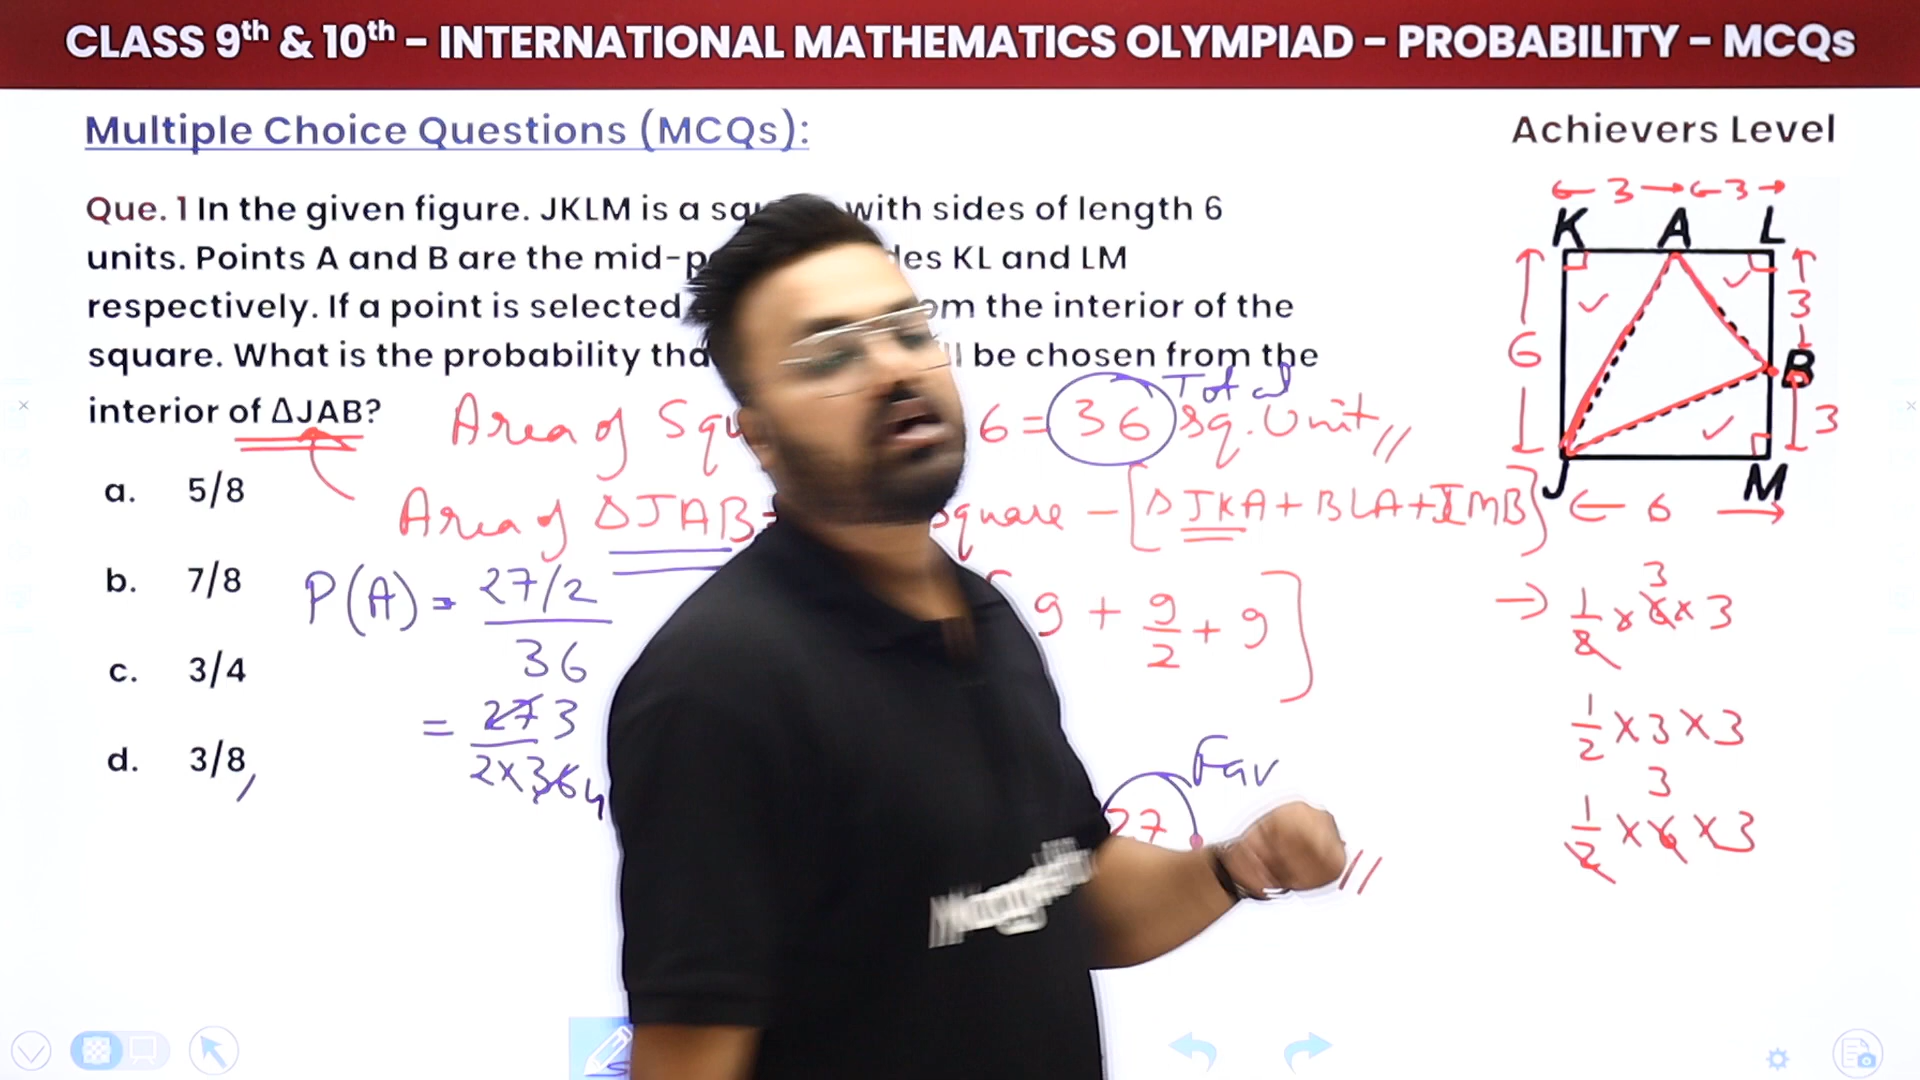 CLASS 9th & 10th - INTERNATIONAL MATHEMATICS OLYMPIAD - PROBABILITY - MCQs
Multiple Choice Questions (MCQs):
Achievers Level
Que. 1 In the given figure. JKLM is a with sides of length 6
units. Points A and B are the mid- KL and LM
respectively. If a point is selected the interior of the
square. What is the probability be chosen from the
interior of ΔJAB?
a. 5/8
b. 7/8
c. 3/4
d. 3/8,
Area of 6 = 36 sq. Unit //
Total
Area of ΔJAB = square - [Δ JKA + BLA + JMB]
P(A) = 27/2
36
= 27 3
2×36 4
9 + 9/2 + 9]
Fav
27
//
← 3 → ← 3 →
K A L
6
3
B
3
J M
← 6 →
→ 1/2 × 6 × 3
3
1/2 × 3 × 3
3
1/2 × 6 × 3